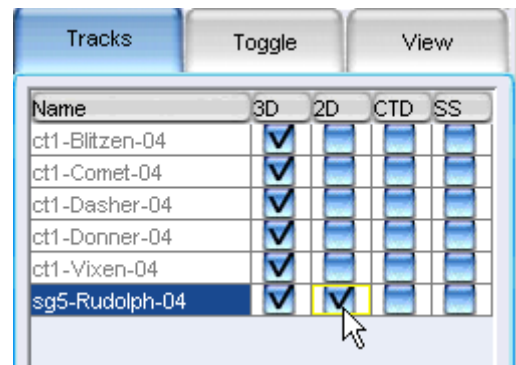 Tracks Toggle View
Name 3D 2D CTD SS
ct1-Blitzen-04
ct1-Comet-04
ct1-Dasher-04
ct1-Donner-04
ct1-Vixen-04
sg5-Rudolph-04